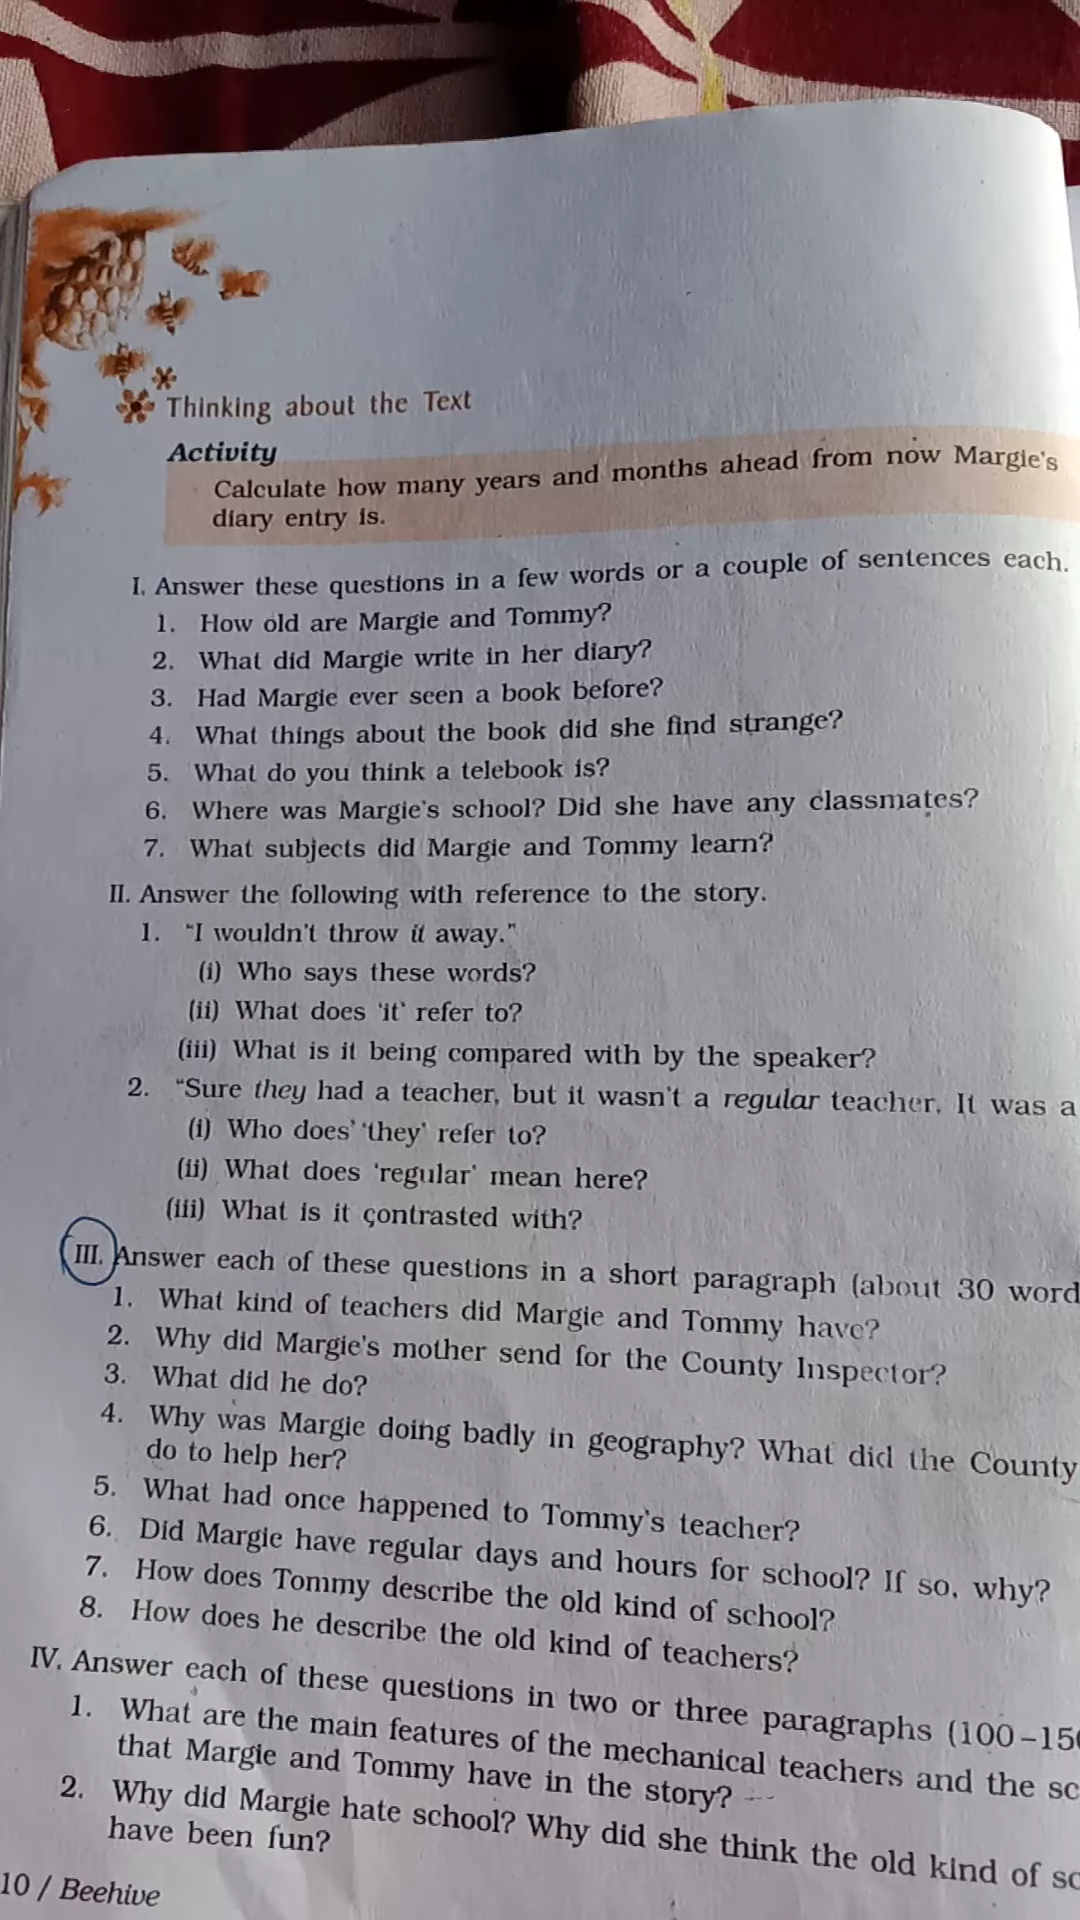 Thinking about the Text
Activity
Calculate how many years and months ahead from now Margie's
diary entry is.
I. Answer these questions in a few words or a couple of sentences each.
1. How old are Margie and Tommy?
2. What did Margie write in her diary?
3. Had Margie ever seen a book before?
4. What things about the book did she find strange?
5. What do you think a telebook is?
6. Where was Margie's school? Did she have any classmates?
7. What subjects did Margie and Tommy learn?
II. Answer the following with reference to the story.
1. “I wouldn't throw it away.”
(i) Who says these words?
(ii) What does ‘it’ refer to?
(iii) What is it being compared with by the speaker?
2. “Sure they had a teacher, but it wasn't a regular teacher. It was a
(i) Who does ‘they’ refer to?
(ii) What does ‘regular’ mean here?
(iii) What is it contrasted with?
III. Answer each of these questions in a short paragraph (about 30 word
1. What kind of teachers did Margie and Tommy have?
2. Why did Margie's mother send for the County Inspector?
3. What did he do?
4. Why was Margie doing badly in geography? What did the County
do to help her?
5. What had once happened to Tommy's teacher?
6. Did Margie have regular days and hours for school? If so, why?
7. How does Tommy describe the old kind of school?
8. How does he describe the old kind of teachers?
IV. Answer each of these questions in two or three paragraphs (100–15
1. What are the main features of the mechanical teachers and the sc
that Margie and Tommy have in the story?
2. Why did Margie hate school? Why did she think the old kind of sc
have been fun?
10 / Beehive